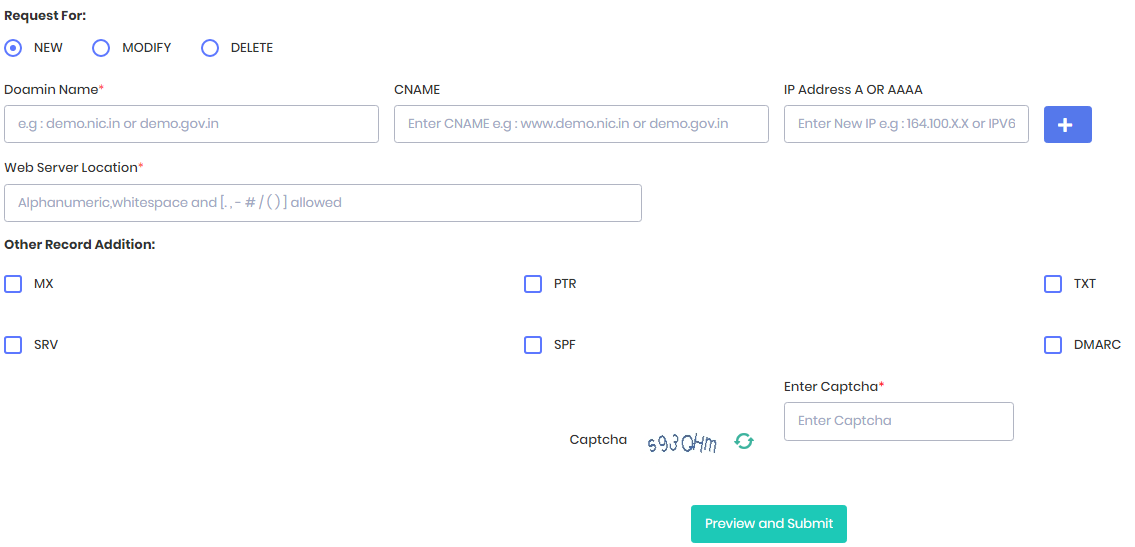 Request For:
NEW MODIFY DELETE
Doamin Name* CNAME IP Address A OR AAAA
e.g : demo.nic.in or demo.gov.in Enter CNAME e.g : www.demo.nic.in or demo.gov.in Enter New IP e.g : 164.100.X.X or IPV6
+
Web Server Location*
Alphanumeric,whitespace and [. , - # / ( ) ] allowed
Other Record Addition:
MX PTR TXT
SRV SPF DMARC
Enter Captcha*
Enter Captcha
Captcha s93QHm
Preview and Submit